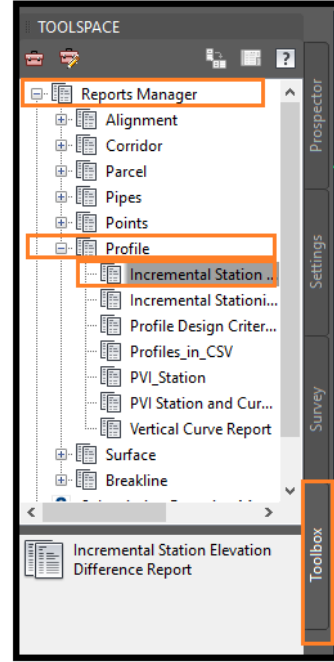 TOOLSPACE
Reports Manager
Alignment
Corridor
Parcel
Pipes
Points
Profile
Incremental Station ...
Incremental Stationi...
Profile Design Criter...
Profiles_in_CSV
PVI_Station
PVI Station and Cur...
Vertical Curve Report
Surface
Breakline
Incremental Station Elevation
Difference Report
Prospector
Settings
Survey
Toolbox